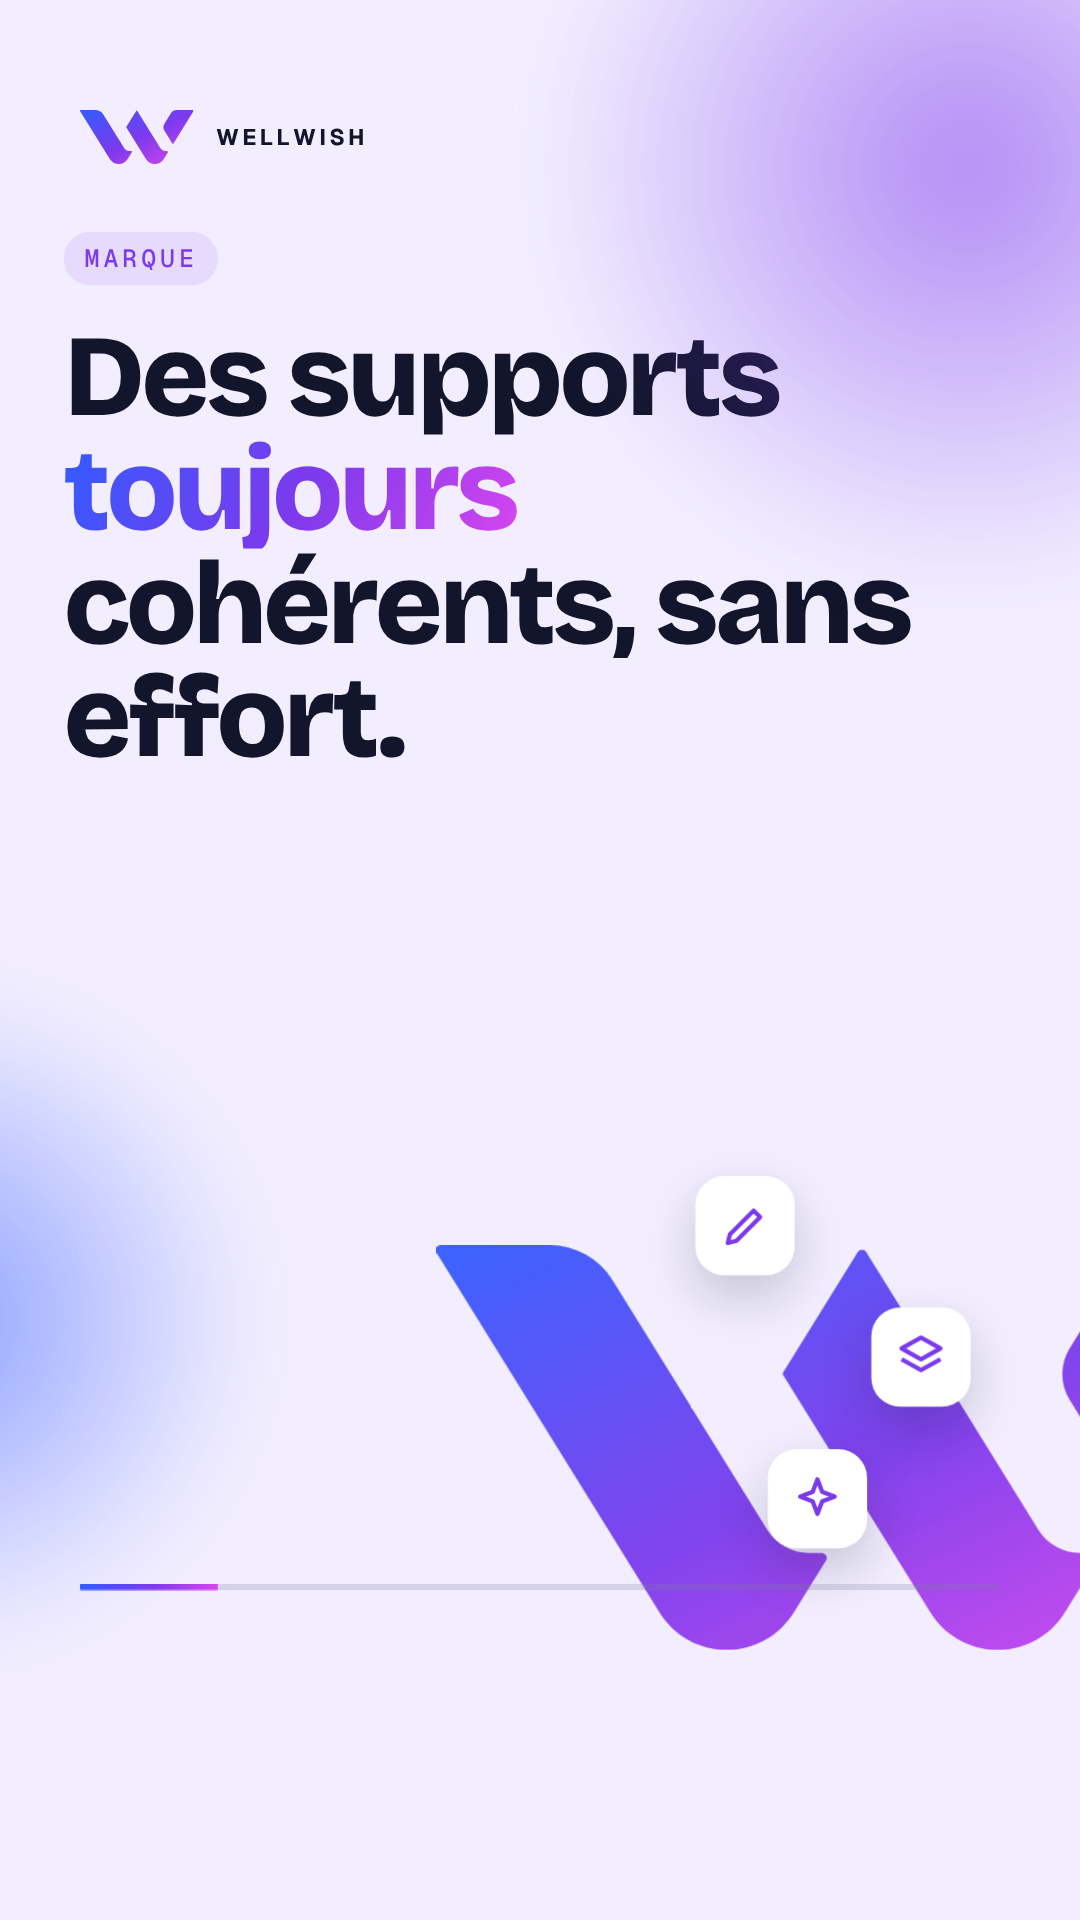 WELLWISH
MARQUE
Des supports
toujours
cohérents, sans
effort.